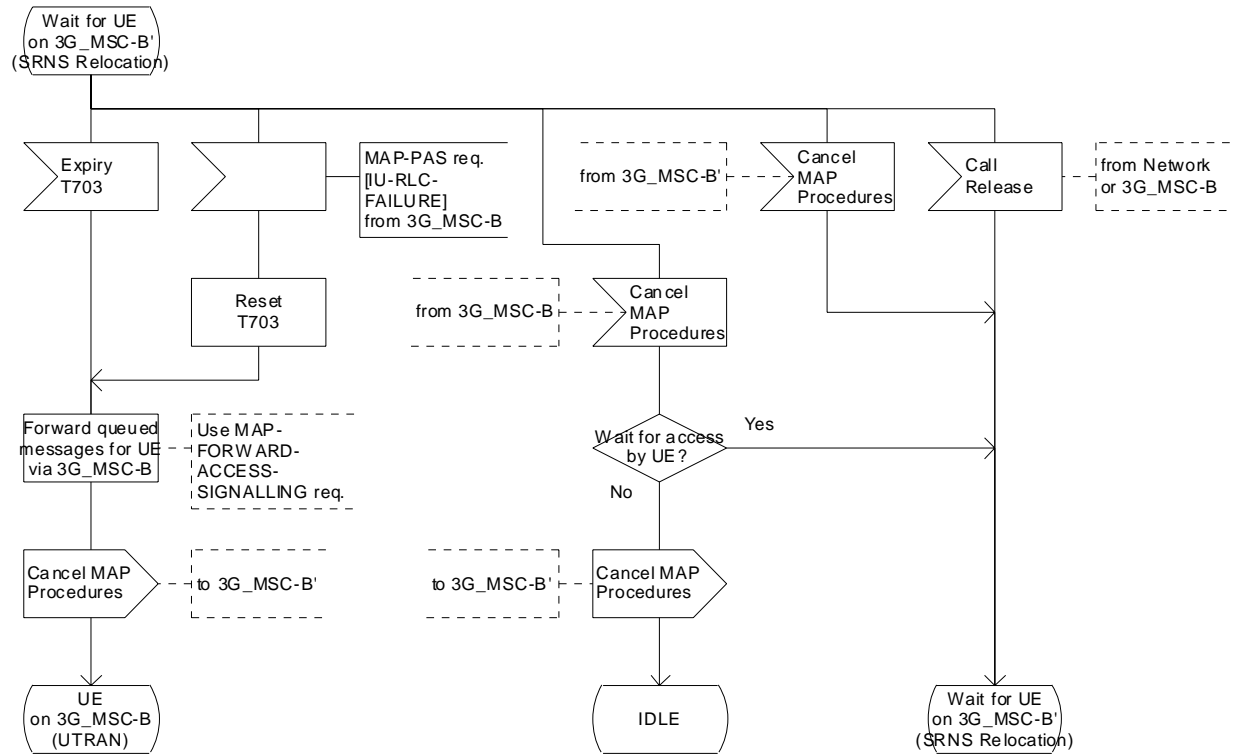 Wait for UE
on 3G_MSC-B'
(SRNS Relocation)
Expiry
T703
MAP-PAS req.
[IU-RLC-
FAILURE]
from 3G_MSC-B
from 3G_MSC-B'
Cancel
MAP
Procedures
Call
Release
from Network
or 3G_MSC-B
Reset
T703
from 3G_MSC-B
Cancel
MAP
Procedures
Forward queued
messages for UE
via 3G_MSC-B
Use MAP-
FORWARD-
ACCESS-
SIGNALLING req.
Wait for access
by UE?
Yes
No
Cancel MAP
Procedures
to 3G_MSC-B'
to 3G_MSC-B'
Cancel MAP
Procedures
UE
on 3G_MSC-B
(UTRAN)
IDLE
Wait for UE
on 3G_MSC-B'
(SRNS Relocation)